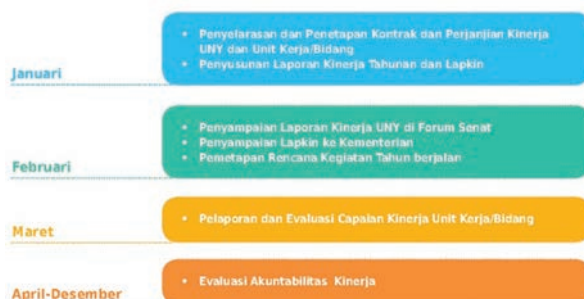 Januari
• Penyelarasan dan Penetapan Kontrak dan Perjanjian Kinerja
UNY dan Unit Kerja/Bidang
• Penyusunan Laporan Kinerja Tahunan dan Lapkin
Februari
• Penyampaian Laporan Kinerja UNY di Forum Senat
• Penyampaian Lapkin ke Kementerian
• Pemetapan Rencana Kegiatan Tahun berjalan
Maret
• Pelaporan dan Evaluasi Capaian Kinerja Unit Kerja/Bidang
April-Desember
• Evaluasi Akuntabilitas Kinerja